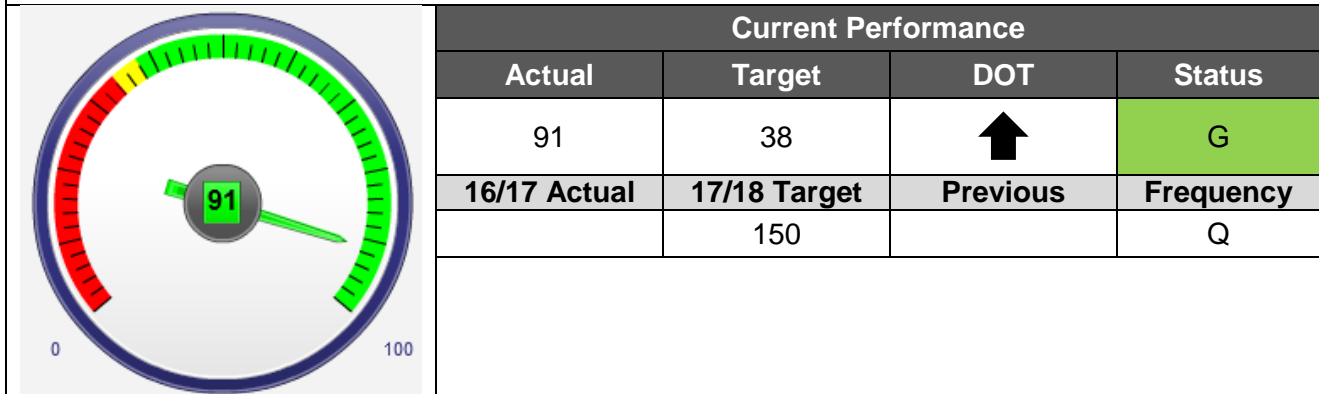 Current Performance
Actual Target DOT Status
91 38 G
16/17 Actual 17/18 Target Previous Frequency
150 Q
91
0 100